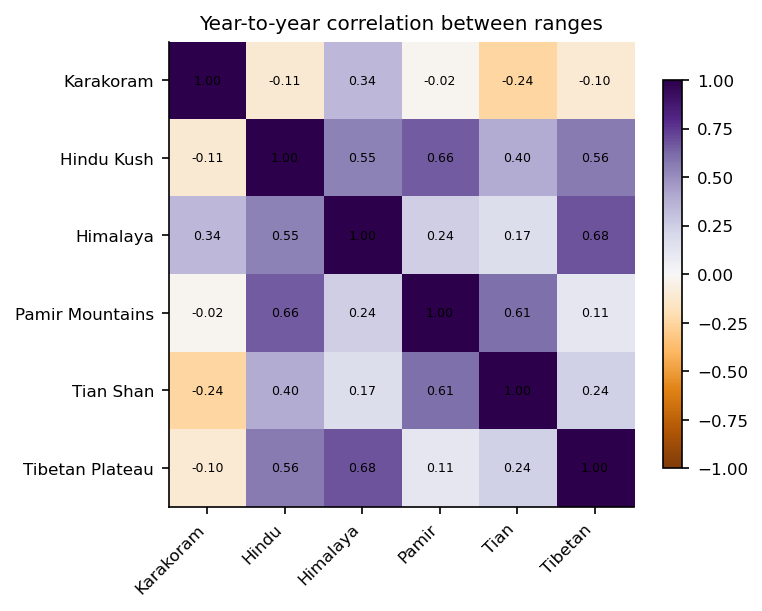 Year-to-year correlation between ranges
Karakoram 1.00 -0.11 0.34 -0.02 -0.24 -0.10
Hindu Kush -0.11 1.00 0.55 0.66 0.40 0.56
Himalaya 0.34 0.55 1.00 0.24 0.17 0.68
Pamir Mountains -0.02 0.66 0.24 1.00 0.61 0.11
Tian Shan -0.24 0.40 0.17 0.61 1.00 0.24
Tibetan Plateau -0.10 0.56 0.68 0.11 0.24 1.00
Karakoram Hindu Himalaya Pamir Tian Tibetan
1.00
0.75
0.50
0.25
0.00
−0.25
−0.50
−0.75
−1.00